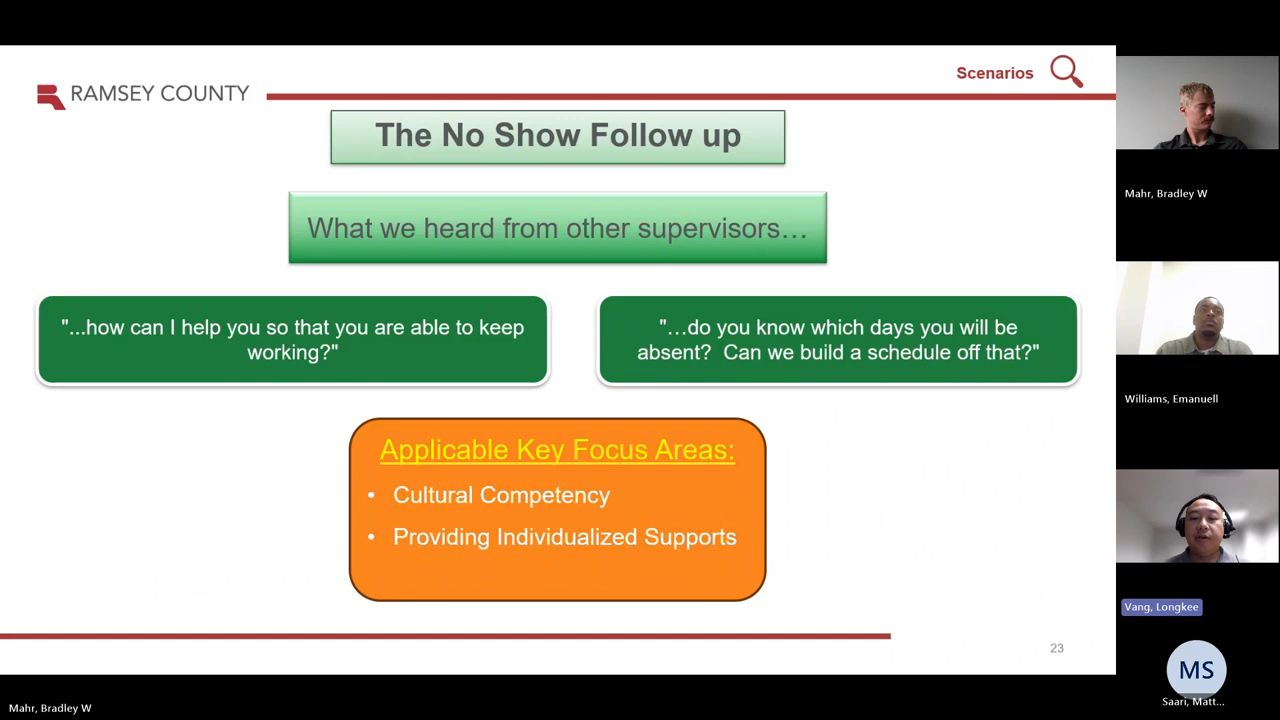 Scenarios
RAMSEY COUNTY
The No Show Follow up
What we heard from other supervisors…
"...how can I help you so that you are able to keep
working?"
"…do you know which days you will be
absent? Can we build a schedule off that?"
Applicable Key Focus Areas:
• Cultural Competency
• Providing Individualized Supports
23
Mahr, Bradley W
Williams, Emanuell
Vang, Longkee
MS
Saari, Matt...
Mahr, Bradley W